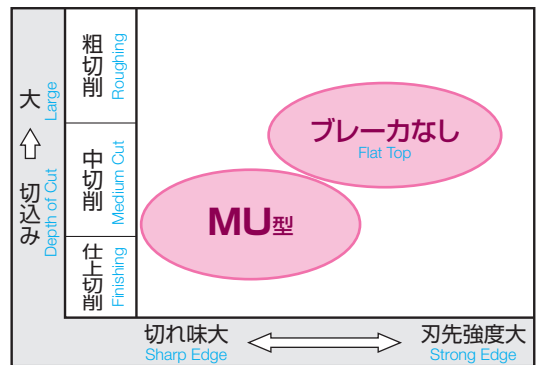 大
Large
切込み
Depth of Cut
粗切削
Roughing
中切削
Medium Cut
仕上切削
Finishing
ブレーカなし
Flat Top
MU型
切れ味大
Sharp Edge
刃先強度大
Strong Edge